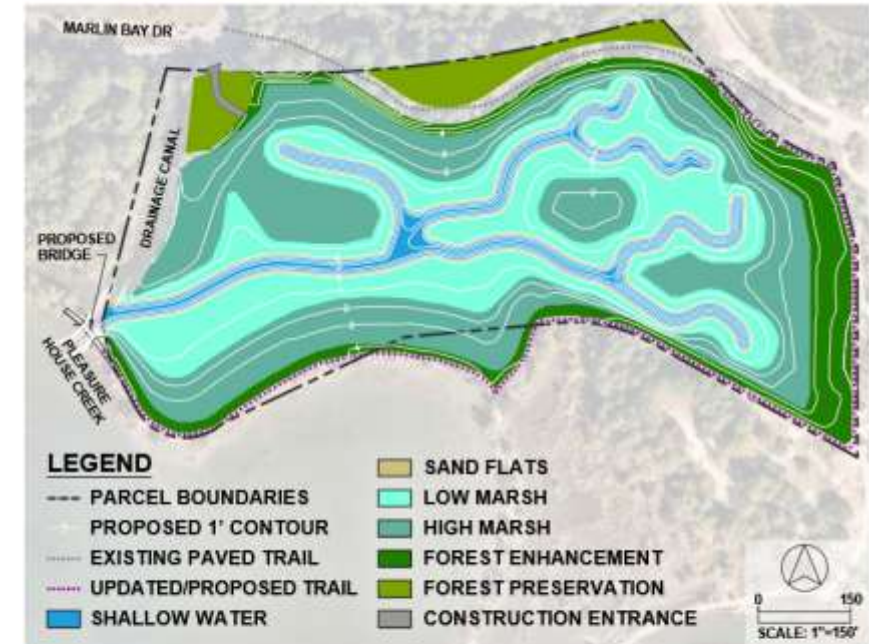 MARLIN BAY DR
DRAINAGE CANAL
PROPOSED
BRIDGE
PLEASURE
HOUSE CREEK
LEGEND
PARCEL BOUNDARIES
PROPOSED 1' CONTOUR
EXISTING PAVED TRAIL
UPDATED/PROPOSED TRAIL
SHALLOW WATER
SAND FLATS
LOW MARSH
HIGH MARSH
FOREST ENHANCEMENT
FOREST PRESERVATION
CONSTRUCTION ENTRANCE
0 150
SCALE: 1"=150'